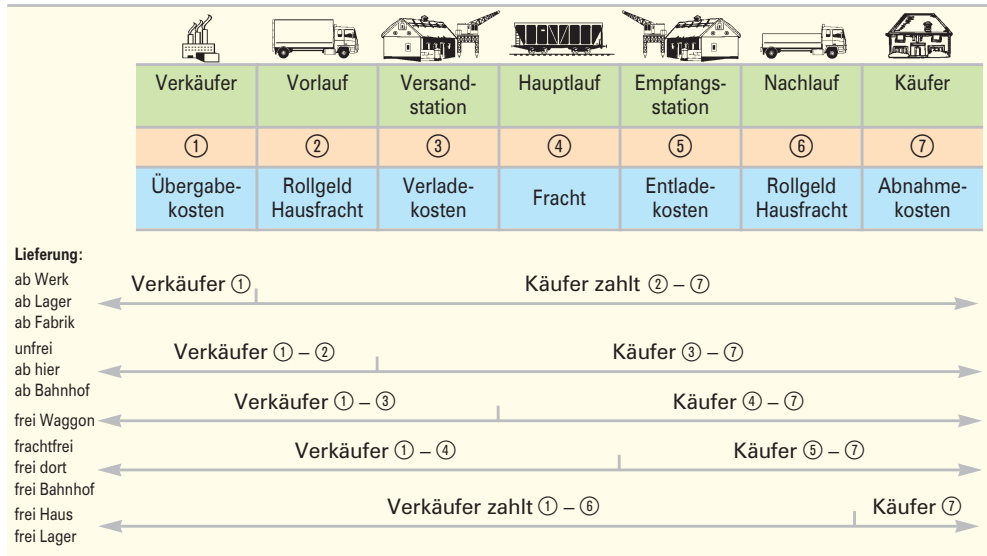 Verkäufer Vorlauf Versand- Hauptlauf Empfangs- Nachlauf Käufer
station station
① ② ③ ④ ⑤ ⑥ ⑦
Übergabe- Rollgeld Verlade- Fracht Entlade- Rollgeld Abnahme-
kosten Hausfracht kosten kosten Hausfracht kosten
Lieferung:
ab Werk
ab Lager
ab Fabrik
Verkäufer ① Käufer zahlt ② – ⑦
unfrei
ab hier
ab Bahnhof
Verkäufer ① – ② Käufer ③ – ⑦
frei Waggon
Verkäufer ① – ③ Käufer ④ – ⑦
frachtfrei
frei dort
frei Bahnhof
Verkäufer ① – ④ Käufer ⑤ – ⑦
frei Haus
frei Lager
Verkäufer zahlt ① – ⑥ Käufer ⑦